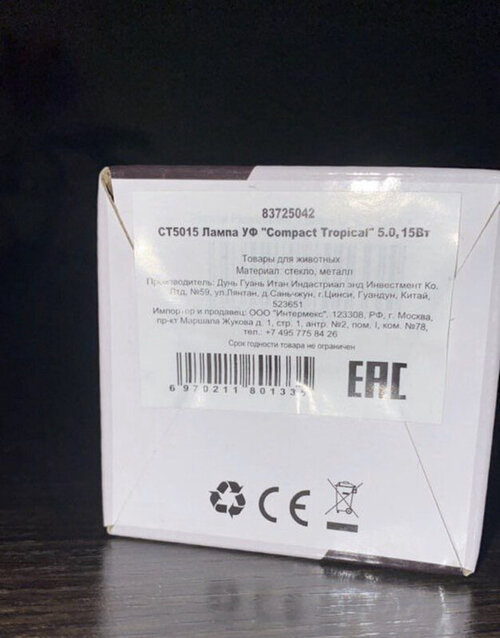 83725042
CT5015 Лампа УФ "Compact Tropical" 5.0, 15Вт
Товары для животных
Материал: стекло, металл
Производитель: Дунь Гуань Итан Индастриал энд Инвестмент Ко.
Лтд, №59, ул.Лянтан, д.Саньчжун, г.Цинси, Гуандун, Китай,
523651
Импортер и продавец: ООО "Интермекс", 123308, РФ, г. Москва,
пр-кт Маршала Жукова д. 1, стр. 1, антр. №2, пом. I, ком. №78,
тел.: +7 495 775 84 26
Срок годности товара не ограничен
6 970211 80133
EAC
CE